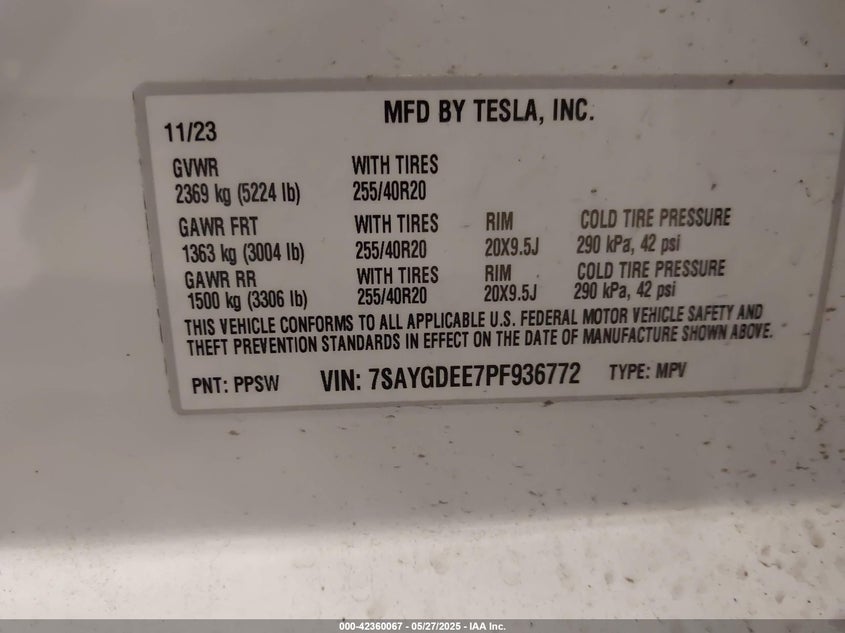 MFD BY TESLA, INC.
11/23
GVWR WITH TIRES
2369 kg (5224 lb) 255/40R20
GAWR FRT WITH TIRES RIM COLD TIRE PRESSURE
1363 kg (3004 lb) 255/40R20 20X9.5J 290 kPa, 42 psi
GAWR RR WITH TIRES RIM COLD TIRE PRESSURE
1500 kg (3306 lb) 255/40R20 20X9.5J 290 kPa, 42 psi
THIS VEHICLE CONFORMS TO ALL APPLICABLE U.S. FEDERAL MOTOR VEHICLE SAFETY AND
THEFT PREVENTION STANDARDS IN EFFECT ON THE DATE OF MANUFACTURE SHOWN ABOVE.
PNT: PPSW VIN: 7SAYGDEE7PF936772 TYPE: MPV
000-42360067 - 05/27/2025 - IAA Inc.